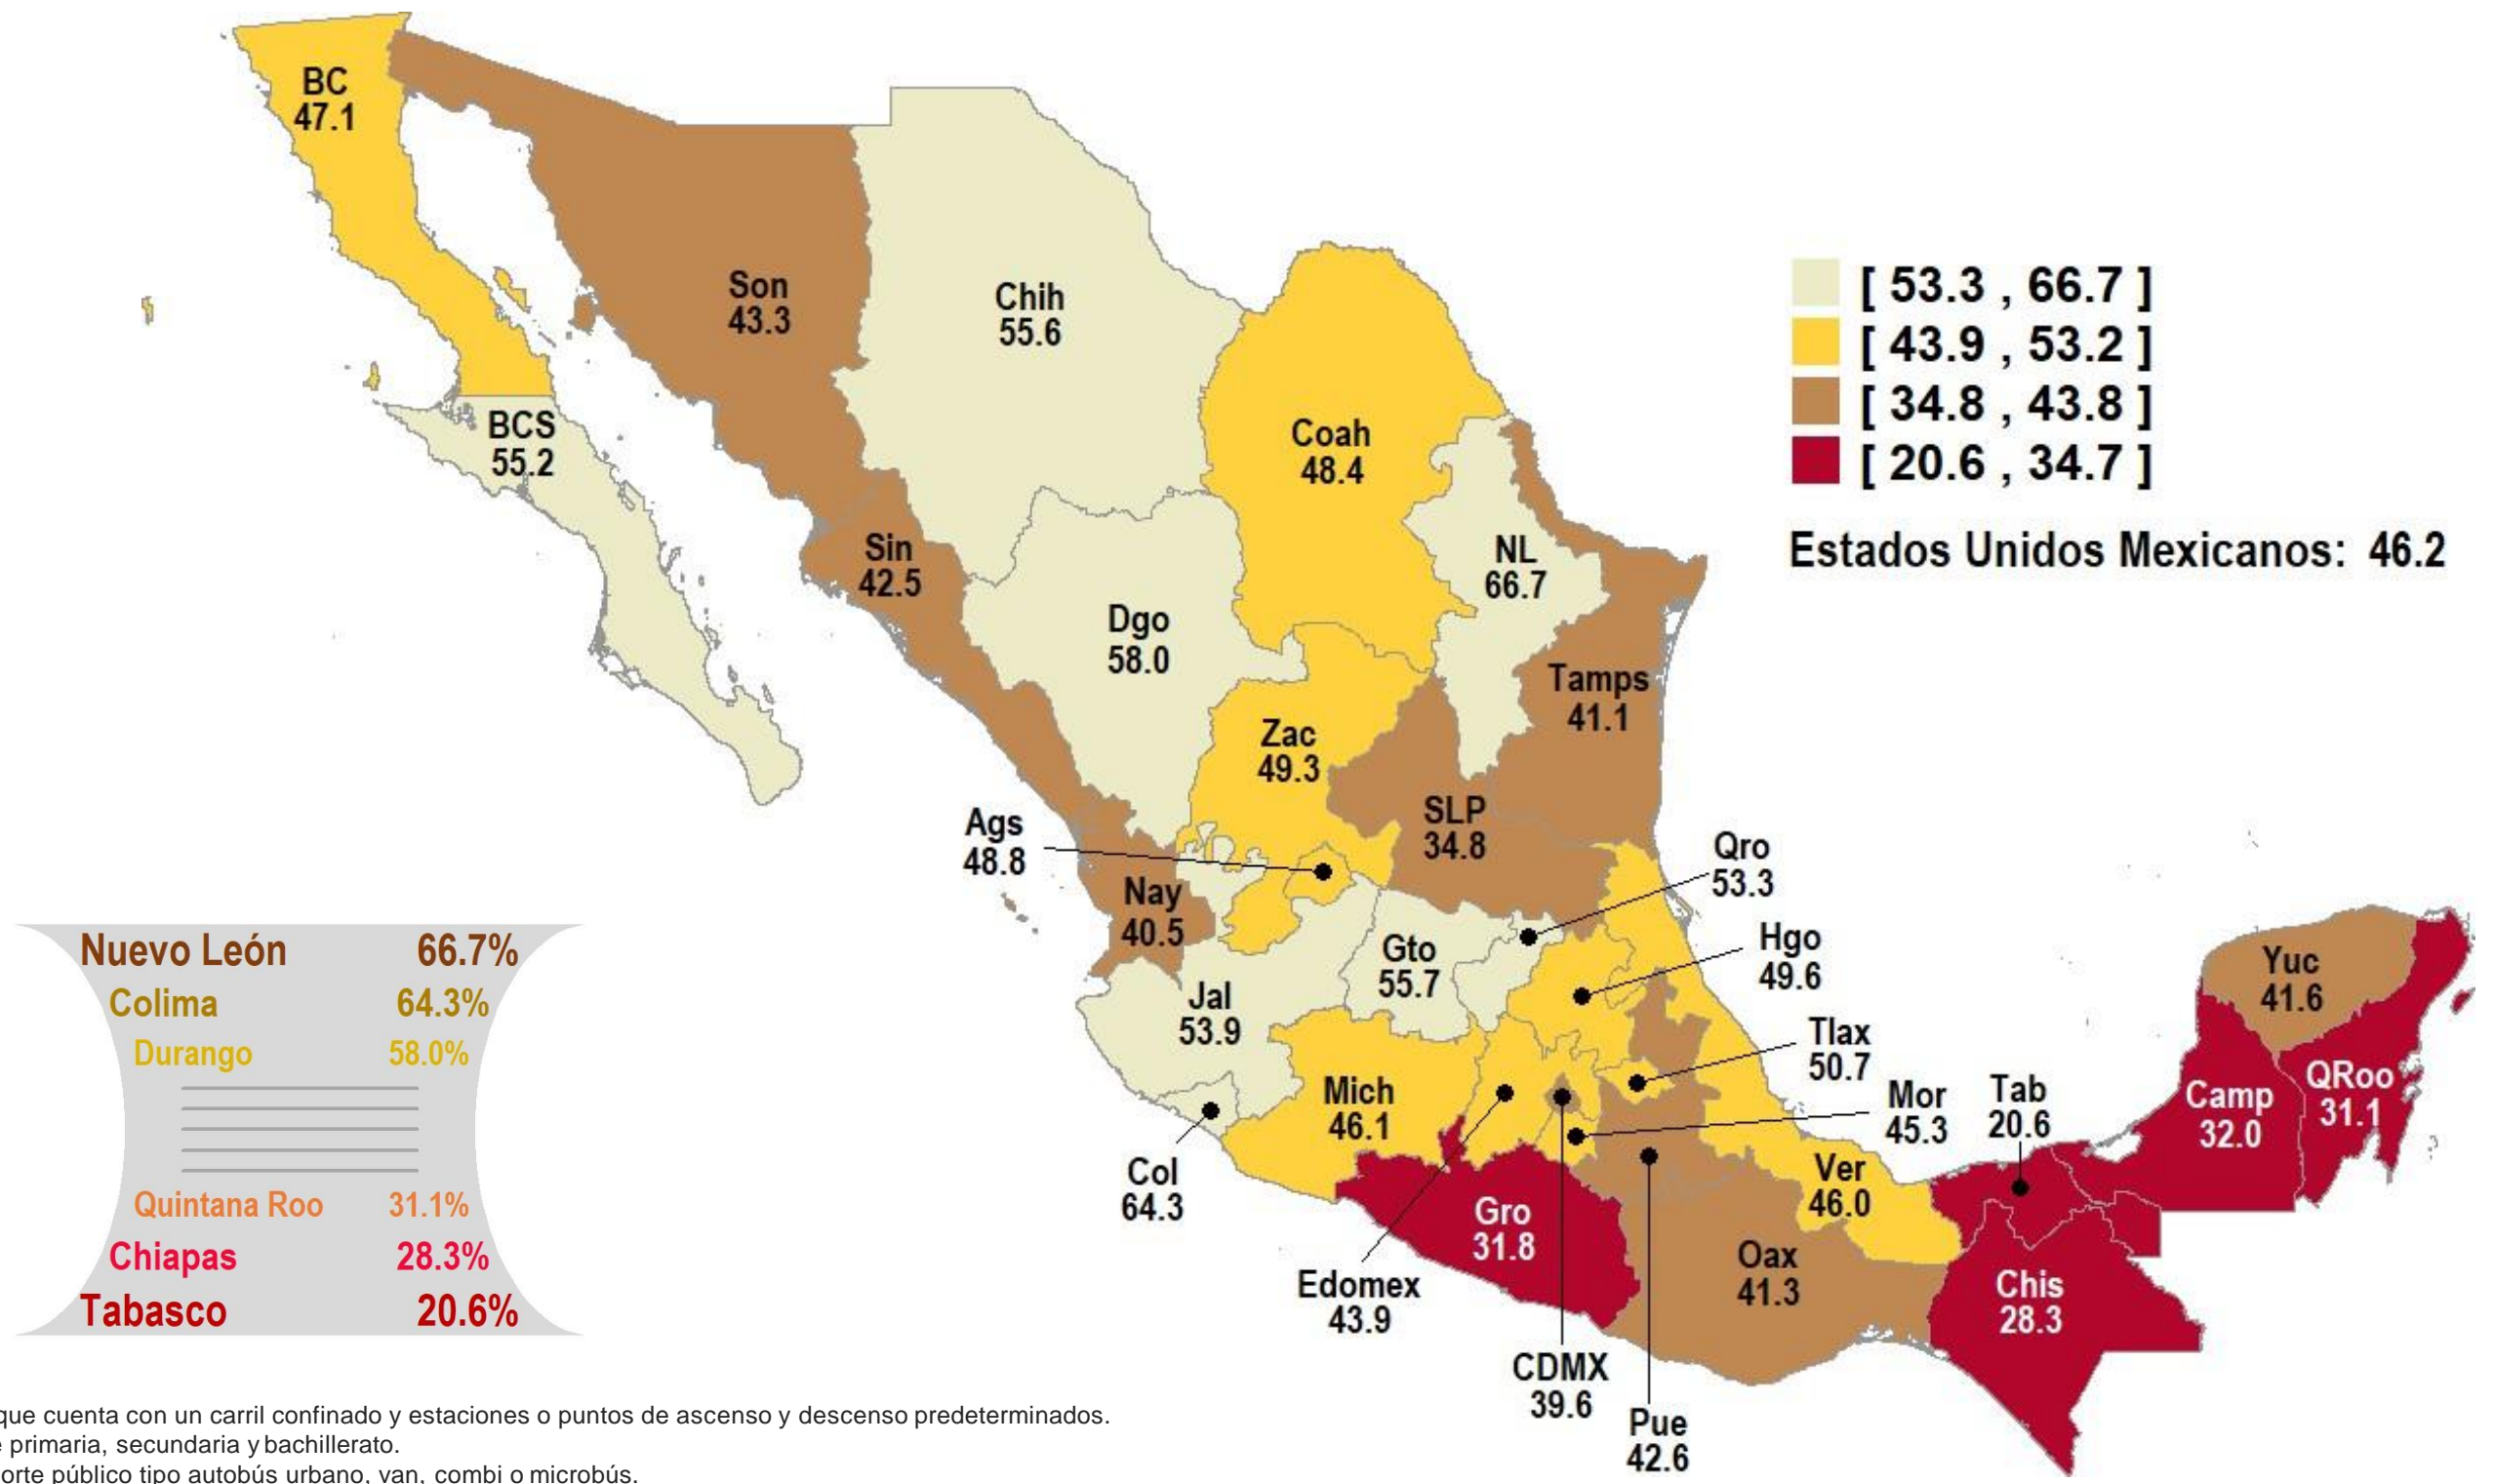 BC
47.1
Son
43.3
Chih
55.6
BCS
55.2
Coah
48.4
Sin
42.5
NL
66.7
Dgo
58.0
Tamps
41.1
Zac
49.3
SLP
34.8
Ags
48.8
Nay
40.5
Qro
53.3
Hgo
49.6
Gto
55.7
Jal
53.9
Tlax
50.7
Mich
46.1
Mor
45.3
Tab
20.6
Col
64.3
Ver
46.0
Gro
31.8
Edomex
43.9
CDMX
39.6
Pue
42.6
Oax
41.3
Chis
28.3
Yuc
41.6
Camp
32.0
QRoo
31.1
[ 53.3 , 66.7 ]
[ 43.9 , 53.2 ]
[ 34.8 , 43.8 ]
[ 20.6 , 34.7 ]
Estados Unidos Mexicanos: 46.2
Nuevo León 66.7%
Colima 64.3%
Durango 58.0%
Quintana Roo 31.1%
Chiapas 28.3%
Tabasco 20.6%
que cuenta con un carril confinado y estaciones o puntos de ascenso y descenso predeterminados.
e primaria, secundaria y bachillerato.
orte público tipo autobús urbano, van, combi o microbús.